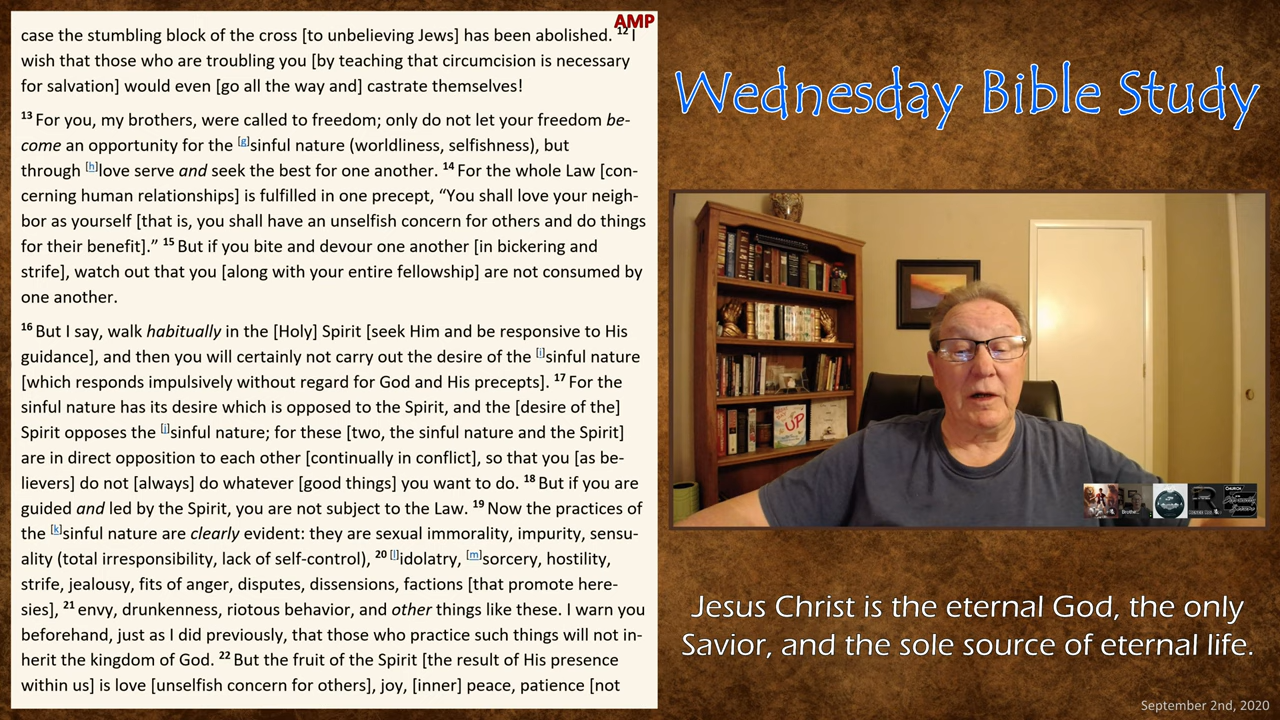 AMP
case the stumbling block of the cross [to unbelieving Jews] has been abolished. 12 I
wish that those who are troubling you [by teaching that circumcision is necessary
for salvation] would even [go all the way and] castrate themselves!
13 For you, my brothers, were called to freedom; only do not let your freedom be-
come an opportunity for the [g]sinful nature (worldliness, selfishness), but
through [h]love serve and seek the best for one another. 14 For the whole Law [con-
cerning human relationships] is fulfilled in one precept, “You shall love your neigh-
bor as yourself [that is, you shall have an unselfish concern for others and do things
for their benefit].” 15 But if you bite and devour one another [in bickering and
strife], watch out that you [along with your entire fellowship] are not consumed by
one another.
16 But I say, walk habitually in the [Holy] Spirit [seek Him and be responsive to His
guidance], and then you will certainly not carry out the desire of the [i]sinful nature
[which responds impulsively without regard for God and His precepts]. 17 For the
sinful nature has its desire which is opposed to the Spirit, and the [desire of the]
Spirit opposes the [j]sinful nature; for these [two, the sinful nature and the Spirit]
are in direct opposition to each other [continually in conflict], so that you [as be-
lievers] do not [always] do whatever [good things] you want to do. 18 But if you are
guided and led by the Spirit, you are not subject to the Law. 19 Now the practices of
the [k]sinful nature are clearly evident: they are sexual immorality, impurity, sensu-
ality (total irresponsibility, lack of self-control), 20 [l]idolatry, [m]sorcery, hostility,
strife, jealousy, fits of anger, disputes, dissensions, factions [that promote here-
sies], 21 envy, drunkenness, riotous behavior, and other things like these. I warn you
beforehand, just as I did previously, that those who practice such things will not in-
herit the kingdom of God. 22 But the fruit of the Spirit [the result of His presence
within us] is love [unselfish concern for others], joy, [inner] peace, patience [not
Wednesday Bible Study
UP
Jesus Christ is the eternal God, the only
Savior, and the sole source of eternal life.
September 2nd, 2020